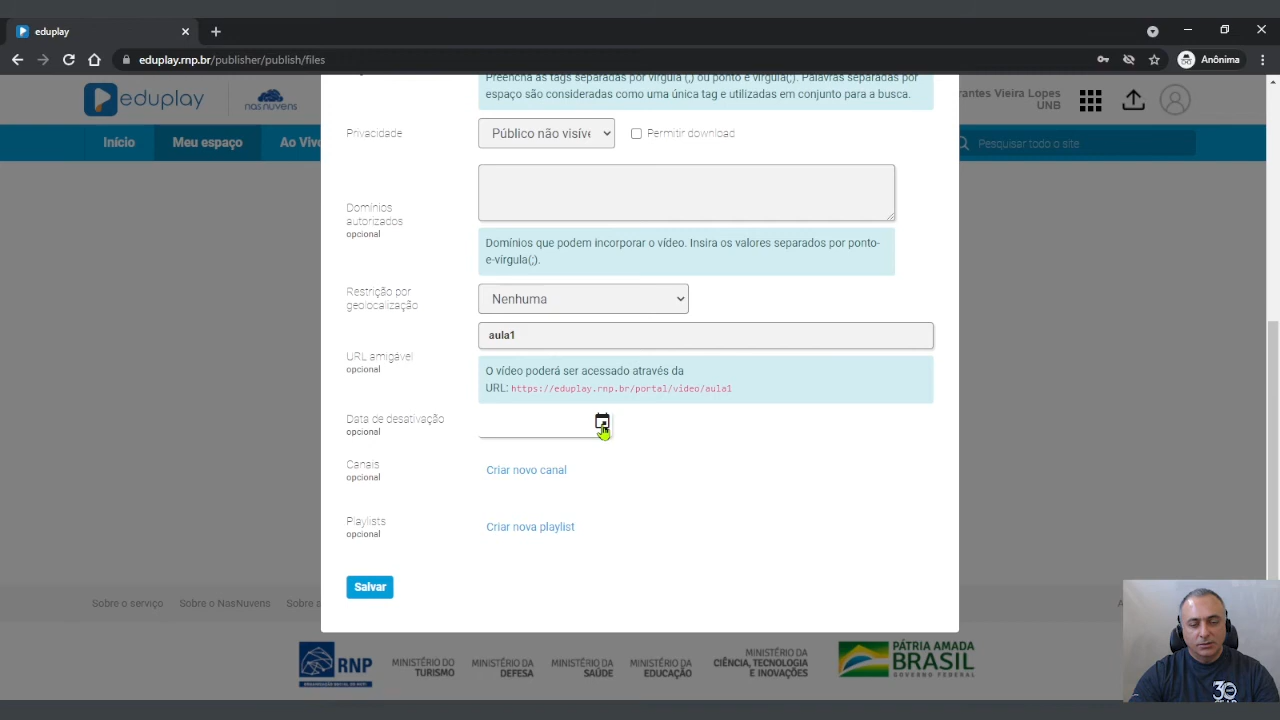 eduplay
eduplay.rnp.br/publisher/publish/files
Anônima
eduplay
nas nuvens
rantes Vieira Lopes
UNB
Início
Meu espaço
Ao Viv
Pesquisar todo o site
Preencha as tags separadas por vírgula (,) ou ponto e vírgula(;). Palavras separadas por
espaço são consideradas como uma única tag e utilizadas em conjunto para a busca.
Privacidade
Público não visíve
Permitir download
Domínios
autorizados
opcional
Domínios que podem incorporar o vídeo. Insira os valores separados por ponto-
e-vírgula(;).
Restrição por
geolocalização
Nenhuma
aula1
URL amigável
opcional
O vídeo poderá ser acessado através da
URL: https://eduplay.rnp.br/portal/video/aula1
Data de desativação
opcional
Canais
opcional
Criar novo canal
Playlists
opcional
Criar nova playlist
Salvar
Sobre o serviço
Sobre o NasNuvens
Sobre a
RNP
MINISTÉRIO DO
TURISMO
MINISTÉRIO DA
DEFESA
MINISTÉRIO DA
SAÚDE
MINISTÉRIO DA
EDUCAÇÃO
MINISTÉRIO DA
CIÊNCIA, TECNOLOGIA
E INOVAÇÕES
PÁTRIA AMADA
BRASIL
GOVERNO FEDERAL
30